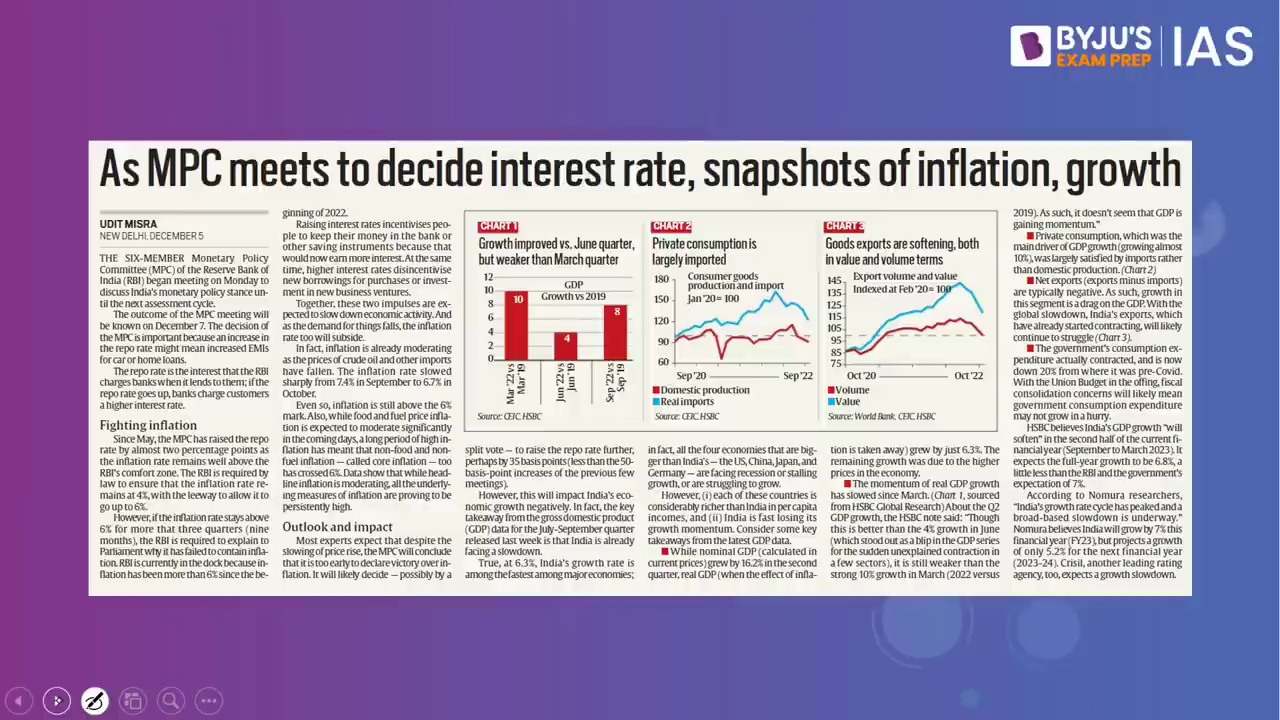 BYJU'S
EXAM PREP
IAS
As MPC meets to decide interest rate, snapshots of inflation, growth
UDIT MISRA
NEW DELHI, DECEMBER 5
THE SIX-MEMBER Monetary Policy
Committee (MPC) of the Reserve Bank of
India (RBI) began meeting on Monday to
discuss India's monetary policy stance un-
til the next assessment cycle.
The outcome of the MPC meeting will
be known on December 7. The decision of
the MPC is important because an increase in
the repo rate might mean increased EMIs
for car or home loans.
The repo rate is the interest that the RBI
charges banks when it lends to them; if the
repo rate goes up, banks charge customers
a higher interest rate.
Fighting inflation
Since May, the MPC has raised the repo
rate by almost two percentage points as
the inflation rate remains well above the
RBI's comfort zone. The RBI is required by
law to ensure that the inflation rate re-
mains at 4%, with the leeway to allow it to
go up to 6%.
However, if the inflation rate stays above
6% for more that three quarters (nine
months), the RBI is required to explain to
Parliament why it has failed to contain infla-
tion. RBI is currently in the dock because in-
flation has been more than 6% since the be-
ginning of 2022.
Raising interest rates incentivises peo-
ple to keep their money in the bank or
other saving instruments because that
would now earn more interest. At the same
time, higher interest rates disincentivise
new borrowings for purchases or invest-
ment in new business ventures.
Together, these two impulses are ex-
pected to slow down economic activity. And
as the demand for things falls, the inflation
rate too will subside.
In fact, inflation is already moderating
as the prices of crude oil and other imports
have fallen. The inflation rate slowed
sharply from 7.4% in September to 6.7% in
October.
Even so, inflation is still above the 6%
mark. Also, while food and fuel price infla-
tion is expected to moderate significantly
in the coming days, a long period of high in-
flation has meant that non-food and non-
fuel inflation — called core inflation — too
has crossed 6%. Data show that while head-
line inflation is moderating, all the underly-
ing measures of inflation are proving to be
persistently high.
Outlook and impact
Most experts expect that despite the
slowing of price rise, the MPC will conclude
that it is too early to declare victory over in-
flation. It will likely decide — possibly by a
CHART 1
Growth improved vs. June quarter,
but weaker than March quarter
GDP
Growth vs 2019
12
10
8
6
4
2
0
10
4
8
Mar '22 vs
Mar '19
Jun '22 vs
Jun '19
Sep '22 vs
Sep '19
Source: CEIC, HSBC
CHART 2
Private consumption is
largely imported
Consumer goods
production and import
Jan '20 = 100
180
150
120
90
60
Sep '20
Sep '22
Domestic production
Real imports
Source: CEIC, HSBC
CHART 3
Goods exports are softening, both
in value and volume terms
Export volume and value
Indexed at Feb '20 = 100
145
135
125
115
105
95
85
75
Oct '20
Oct '22
Volume
Value
Source: World Bank, CEIC, HSBC
split vote — to raise the repo rate further,
perhaps by 35 basis points (less than the 50-
basis-point increases of the previous few
meetings).
However, this will impact India's eco-
nomic growth negatively. In fact, the key
takeaway from the gross domestic product
(GDP) data for the July-September quarter
released last week is that India is already
facing a slowdown.
True, at 6.3%, India's growth rate is
among the fastest among major economies;
in fact, all the four economies that are big-
ger than India's — the US, China, Japan, and
Germany — are facing recession or stalling
growth, or are struggling to grow.
However, (i) each of these countries is
considerably richer than India in per capita
incomes, and (ii) India is fast losing its
growth momentum. Consider some key
takeaways from the latest GDP data.
While nominal GDP (calculated in
current prices) grew by 16.2% in the second
quarter, real GDP (when the effect of infla-
tion is taken away) grew by just 6.3%. The
remaining growth was due to the higher
prices in the economy.
The momentum of real GDP growth
has slowed since March. (Chart 1, sourced
from HSBC Global Research) About the Q2
GDP growth, the HSBC note said: "Though
this is better than the 4% growth in June
(which stood out as a blip in the GDP series
for the sudden unexplained contraction in
a few sectors), it is still weaker than the
strong 10% growth in March (2022 versus
2019). As such, it doesn't seem that GDP is
gaining momentum."
Private consumption, which was the
main driver of GDP growth (growing almost
10%), was largely satisfied by imports rather
than domestic production. (Chart 2)
Net exports (exports minus imports)
are typically negative. As such, growth in
this segment is a drag on the GDP. With the
global slowdown, India's exports, which
have already started contracting, will likely
continue to struggle (Chart 3).
The government's consumption ex-
penditure actually contracted, and is now
down 20% from where it was pre-Covid.
With the Union Budget in the offing, fiscal
consolidation concerns will likely mean
government consumption expenditure
may not grow in a hurry.
HSBC believes India's GDP growth "will
soften" in the second half of the current fi-
nancial year (September to March 2023). It
expects the full-year growth to be 6.8%, a
little less than the RBI and the government's
expectation of 7%.
According to Nomura researchers,
"India's growth rate cycle has peaked and a
broad-based slowdown is underway."
Nomura believes India will grow by 7% this
financial year (FY23), but projects a growth
of only 5.2% for the next financial year
(2023-24). Crisil, another leading rating
agency, too, expects a growth slowdown.